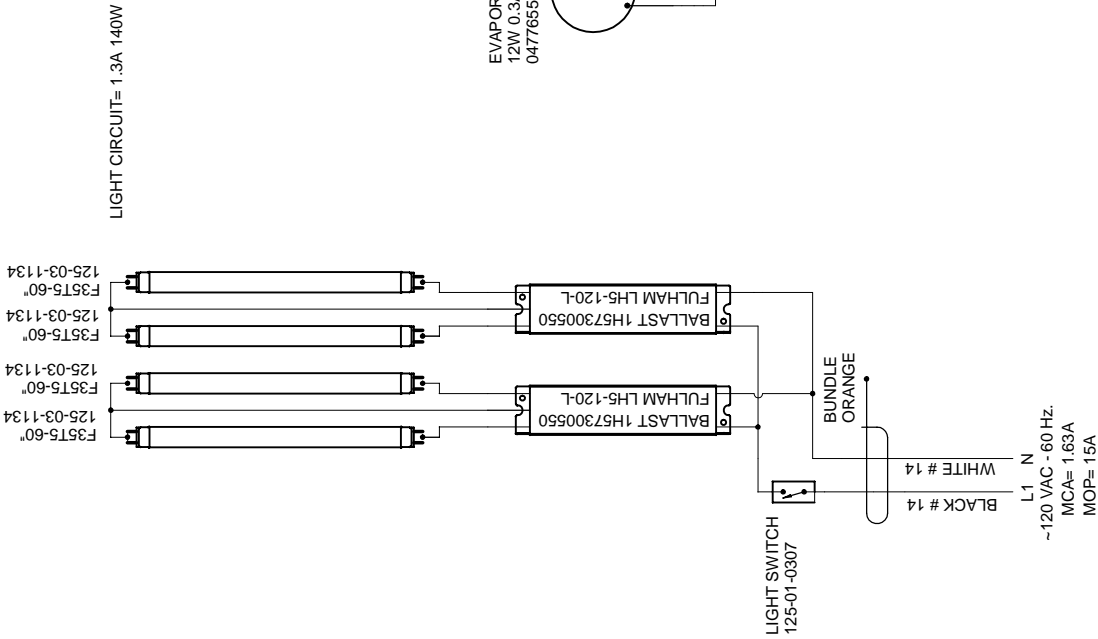 LIGHT CIRCUIT= 1.3A 140W
EVAPOR
12W 0.3A
0477655
F35T5-60"
125-03-1134
F35T5-60"
125-03-1134
F35T5-60"
125-03-1134
F35T5-60"
125-03-1134
BALLAST 1H57300550
FULHAM LH5-120-L
BALLAST 1H57300550
FULHAM LH5-120-L
BUNDLE
ORANGE
LIGHT SWITCH
125-01-0307
WHITE # 14
BLACK # 14
L1 N
~120 VAC - 60 Hz.
MCA= 1.63A
MOP= 15A